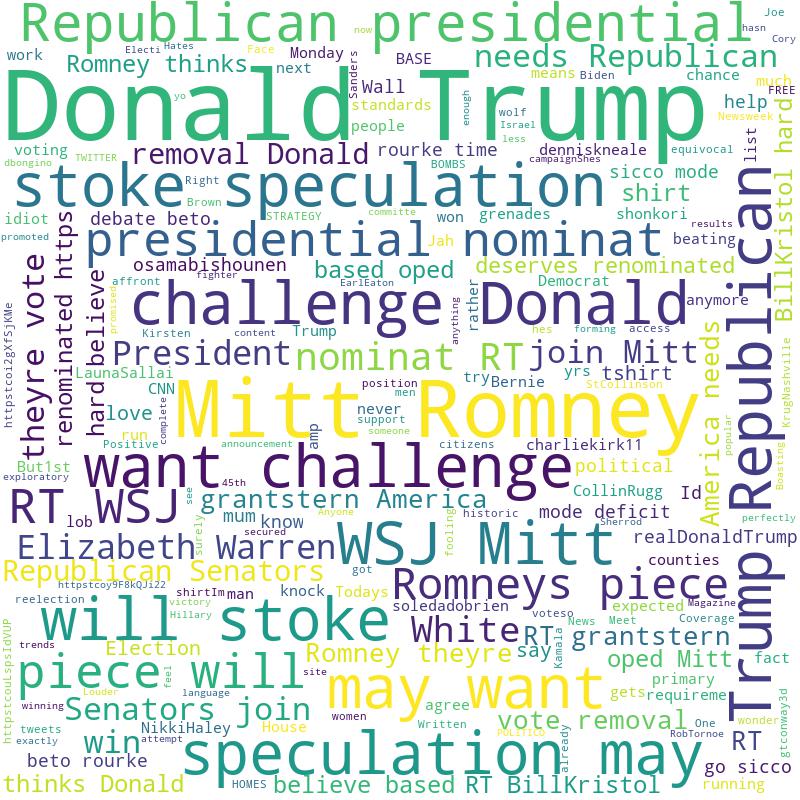 Republican presidential
Joe
hasn
Cory
Electi
Hates
Face
now
work
Romney thinks
Monday
next
BASE
needs Republican
means
Biden
chance
much
FREE
Newsweek
Donald Trump
Sanders
Wall
standards
people
enough
wolf
Israel
less
help
equivocal
list
BillKristol hard
yo
voting
dbongino
TWITTER
removal Donald
rourke time
BOMBS
denniskneale
campaignShes
sicco mode
stoke speculation
Right
Brown
STRATEGY
committe
won
grenades
shirt
shonkori
idiot
promoted
debate beto
presidential nominat
Jah
beating
results
osamabishounen
based oped
deserves renominated
affront
fighter
EarlEaton
Democrat
theyre vote
renominated https
hard believe
promised
challenge Donald
anything
rather
anymore
Trump Republican
httpstcoi2gXf5jKMe
Kirsten
content
Trump
hes
forming
access
President
nominat RT
join Mitt
America needs
KrugNashville
LaunaSallai
CNN
try
Bernie
yrs
tshirt
StCollinson
love
complete
Mitt Romney
position
men
never
support
someone
run
Positive
But1st
exploratory
announcement
amp
citizens
charliekirk11
popular
Boasting
want challenge
political
45th
see
CollinRugg
Id
RT WSJ
lob
grantstern America
mum
know
historic
mode deficit
Anyone
secured
surely
fooling
Sherrod
perfectly
realDonaldTrump
Elizabeth Warren
WSJ Mitt
counties
Republican Senators
got
httpstcoy9F8kQJi22
shirtIm
man
knock
Todays
Romneys piece
Magazine
reelection
victory
Hillary
soledadobrien
voteso
expected
News
Meet
Coverage
will stoke
White
RT
Kamala
grantstern
httpstcouLspsIdVUP
trends
Election
Romney theyre
say
oped Mitt
fact
piece will
feel
site
primary
gets
requireme
winning
Louder
language
may want
Senators join
women
agree
Written
vote removal
One
wonder
gtconway3d
tweets
exactly
NikkiHaley
attempt
House
POLITICO
already
RobTornoe
RT
win
beto rourke
speculation may
go sicco
thinks Donald
HOMES
believe based
RT BillKristol
running